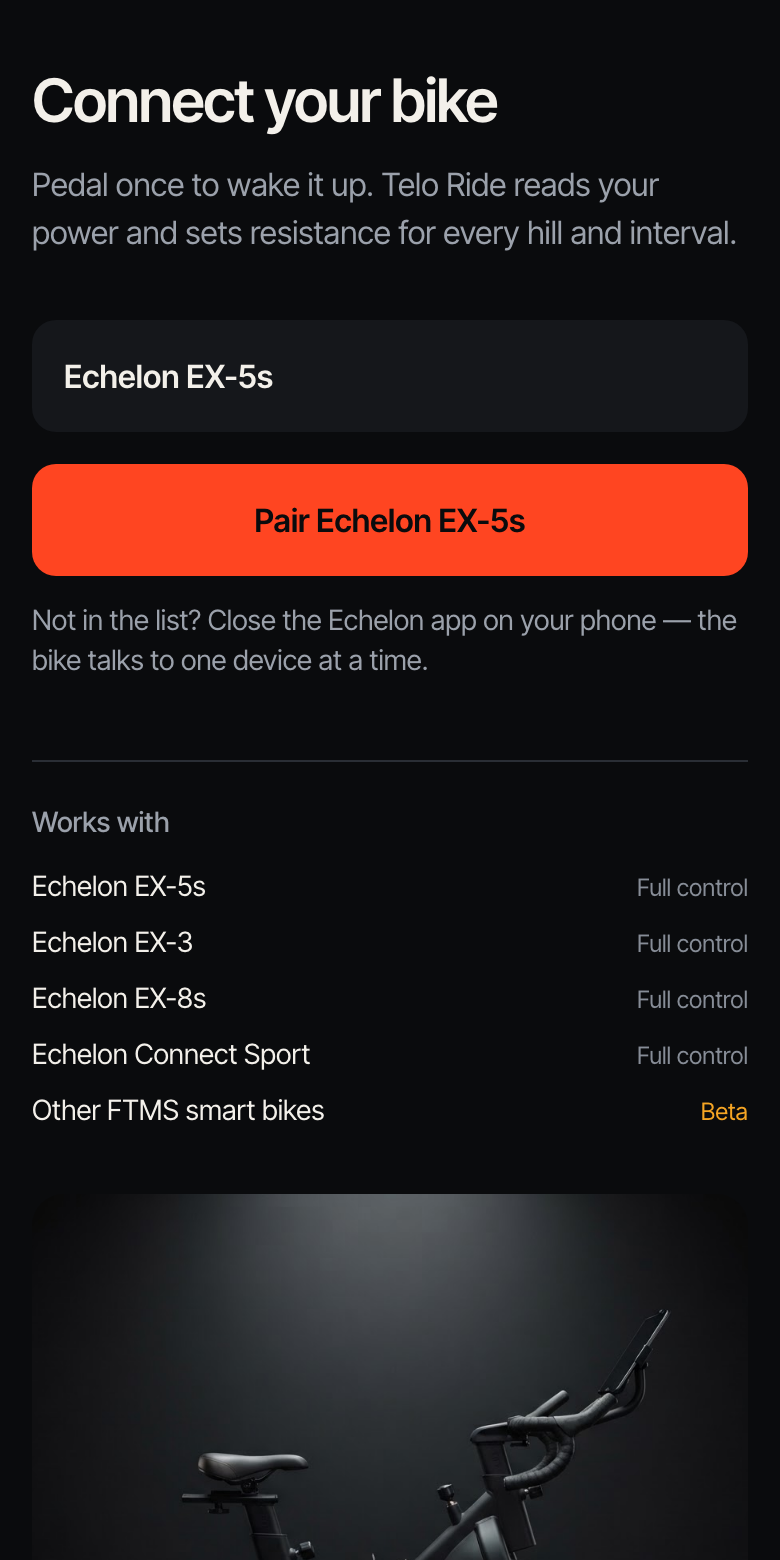 Connect your bike
Pedal once to wake it up. Telo Ride reads your
power and sets resistance for every hill and interval.
Echelon EX-5s
Pair Echelon EX-5s
Not in the list? Close the Echelon app on your phone — the
bike talks to one device at a time.
Works with
Echelon EX-5s Full control
Echelon EX-3 Full control
Echelon EX-8s Full control
Echelon Connect Sport Full control
Other FTMS smart bikes Beta